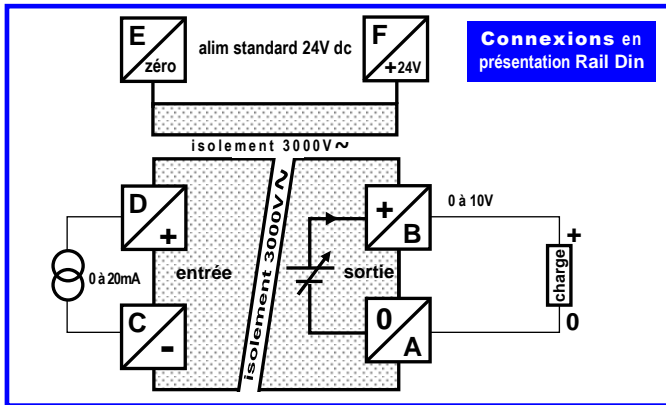 E
zéro
alim standard 24V dc
F
+24V
Connexions en
présentation Rail Din
isolement 3000V~
D
+
0 à 20mA
C
-
entrée
isolement 3000V~
sortie
+
B
0
A
0 à 10V
+
charge
0